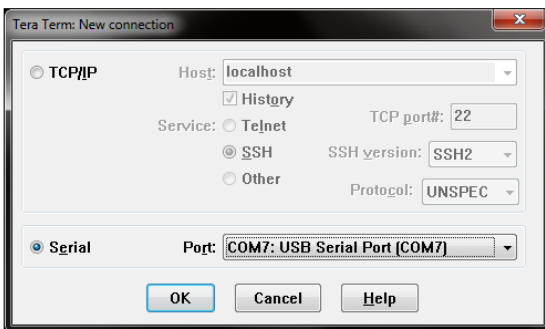 Tera Term: New connection
TCP/IP
Host: localhost
History
Service: Telnet
TCP port#: 22
SSH
SSH version: SSH2
Other
Protocol: UNSPEC
Serial
Port: COM7: USB Serial Port (COM7)
OK Cancel Help